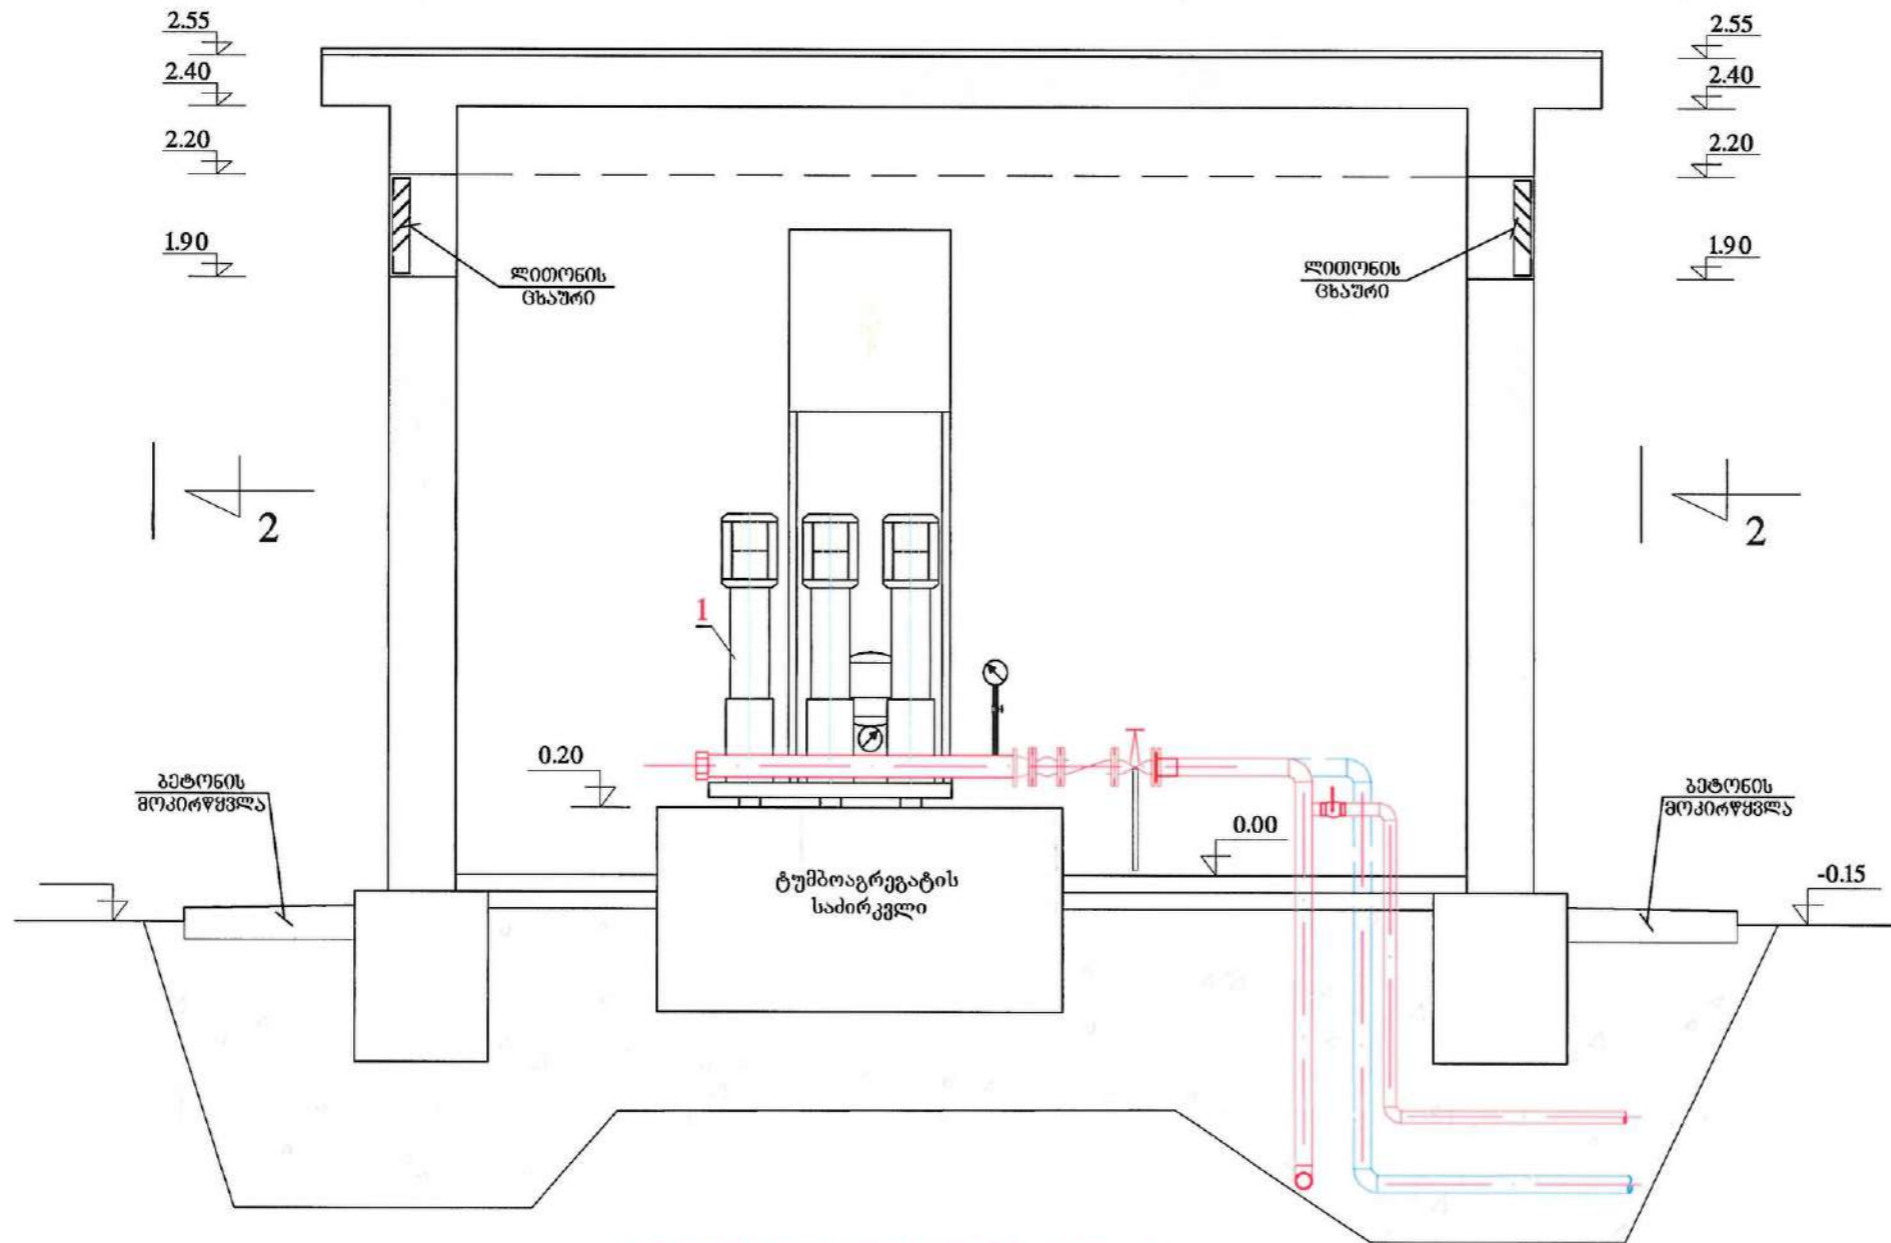 2.55
2.55
2.40
2.40
2.20
2.20
1.90
1.90
ლითონის
ცხაური
ლითონის
ცხაური
2
2
1
0.20
ბეტონის
მოკირწყვლა
ბეტონის
მოკირწყვლა
0.00
ტუმბოაგრეგატის
საძირკვლი
-0.15